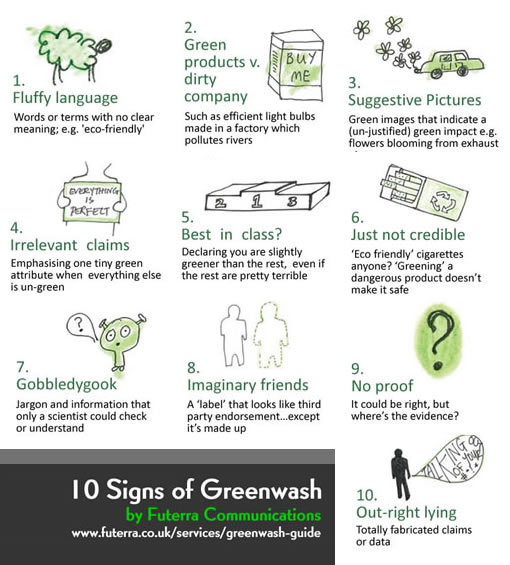 1.
Fluffy language
Words or terms with no clear
meaning; e.g. 'eco-friendly'
2.
Green
products v.
dirty
company
BUY
ME
Such as efficient light bulbs
made in a factory which
pollutes rivers
3.
Suggestive Pictures
Green images that indicate a
(un-justified) green impact e.g.
flowers blooming from exhaust
EVERYTHING
IS
PERFECT
4.
Irrelevant claims
Emphasising one tiny green
attribute when everything else
is un-green
2 1 3
5.
Best in class?
Declaring you are slightly
greener than the rest, even if
the rest are pretty terrible
6.
Just not credible
'Eco friendly' cigarettes
anyone? 'Greening' a
dangerous product doesn't
make it safe
?
7.
Gobbledygook
Jargon and information that
only a scientist could check
or understand
8.
Imaginary friends
A 'label' that looks like third
party endorsement...except
it's made up
?
9.
No proof
It could be right, but
where's the evidence?
10 Signs of Greenwash
by Futerra Communications
www.futerra.co.uk/services/greenwash-guide
TALKING
OF YOUR
10.
Out-right lying
Totally fabricated claims
or data